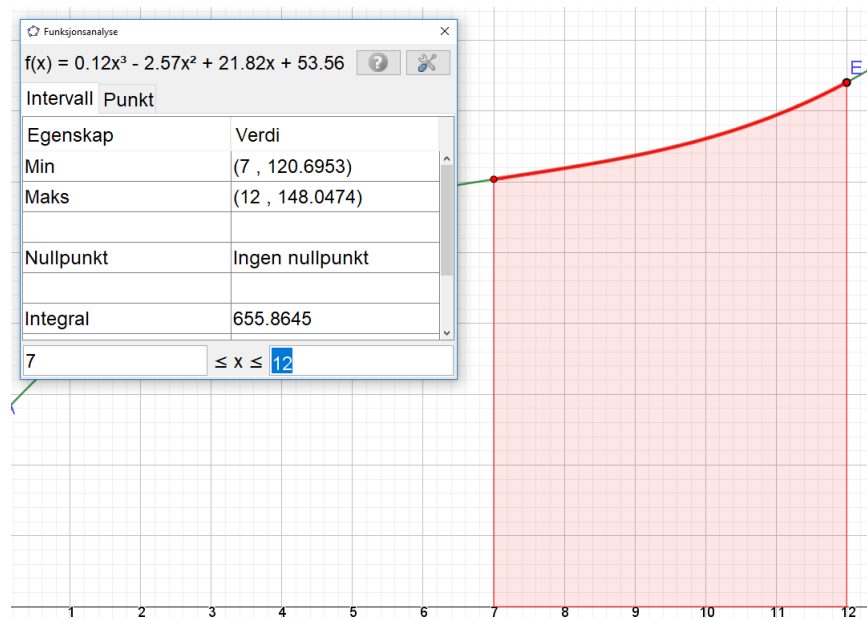 Funksjonsanalyse
f(x) = 0.12x³ - 2.57x² + 21.82x + 53.56
Intervall Punkt
Egenskap Verdi
Min (7 , 120.6953)
Maks (12 , 148.0474)
Nullpunkt Ingen nullpunkt
Integral 655.8645
7 ≤ x ≤ 12
E
1 2 3 4 5 6 7 8 9 10 11 12